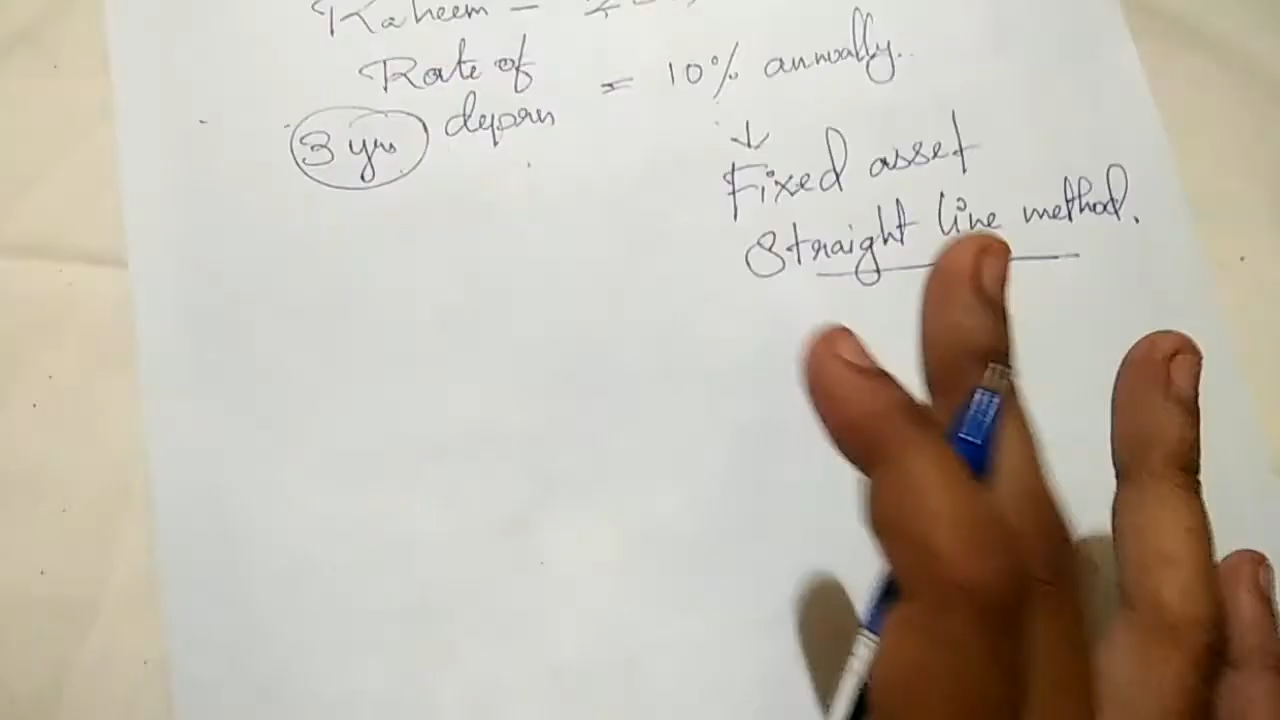 Raheem -
Rate of
deprn = 10% annually..
3 yrs
↓
Fixed asset
Straight line method.